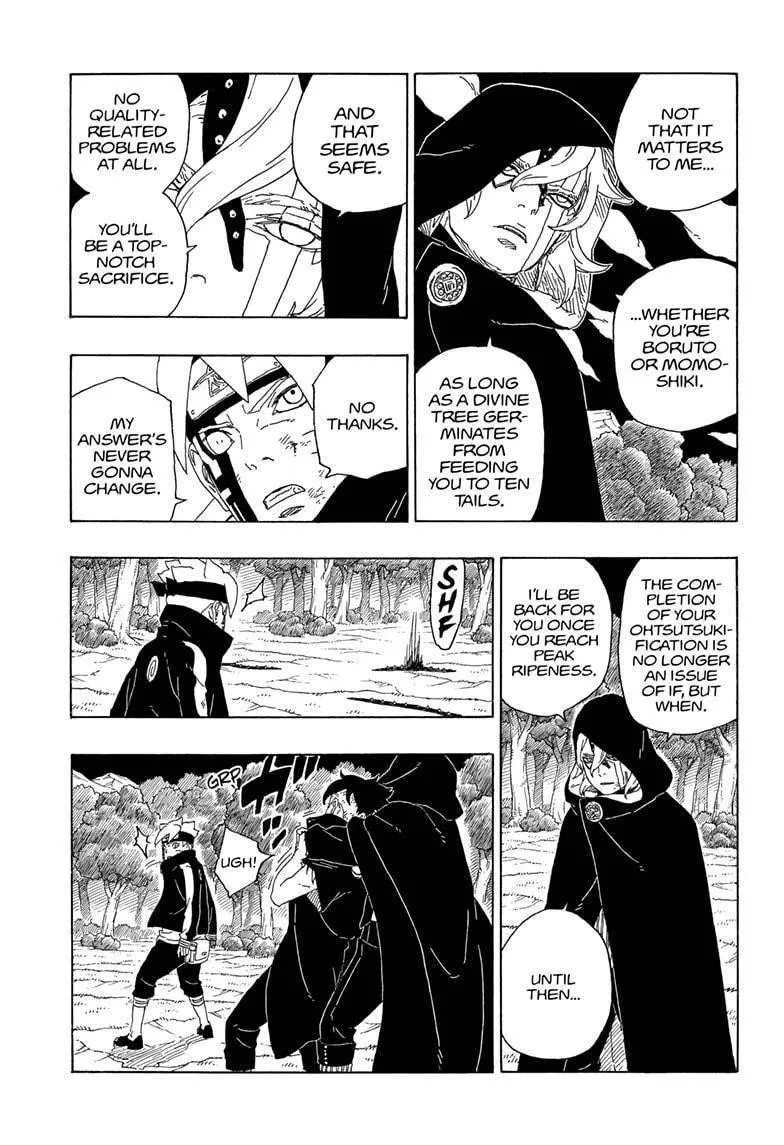 NOT
THAT IT
MATTERS
TO ME...
...WHETHER
YOU'RE
BORUTO
OR MOMO-
SHIKI.
AS LONG
AS A DIVINE
TREE GER-
MINATES
FROM
FEEDING
YOU TO TEN
TAILS.
AND
THAT
SEEMS
SAFE.
NO
QUALITY-
RELATED
PROBLEMS
AT ALL.
YOU'LL
BE A TOP-
NOTCH
SACRIFICE.
NO
THANKS.
MY
ANSWER'S
NEVER
GONNA
CHANGE.
THE COM-
PLETION
OF YOUR
OHTSUTSUKI-
FICATION IS
NO LONGER
AN ISSUE
OF IF, BUT
WHEN.
I'LL BE
BACK FOR
YOU ONCE
YOU REACH
PEAK
RIPENESS.
UNTIL
THEN...
SHF
GRP
ガッ
UGH!